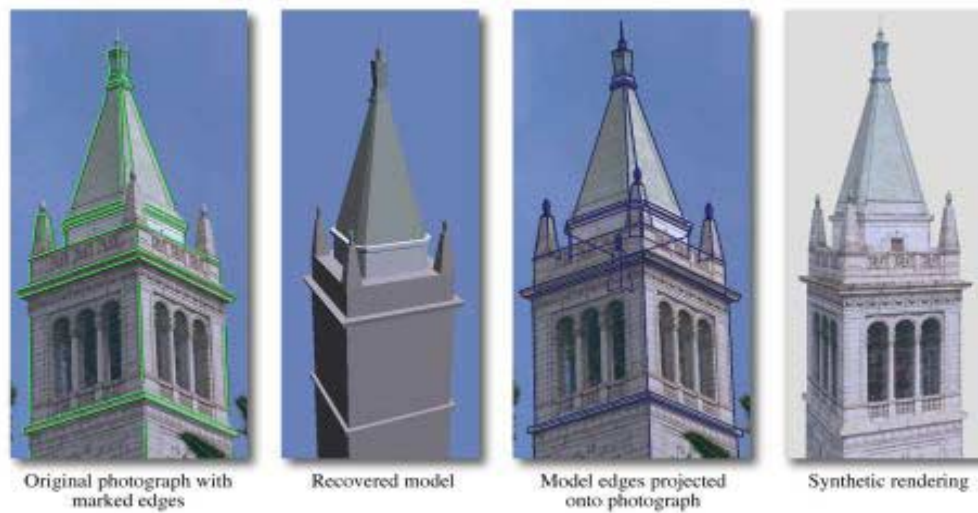 Original photograph with
marked edges
Recovered model
Model edges projected
onto photograph
Synthetic rendering